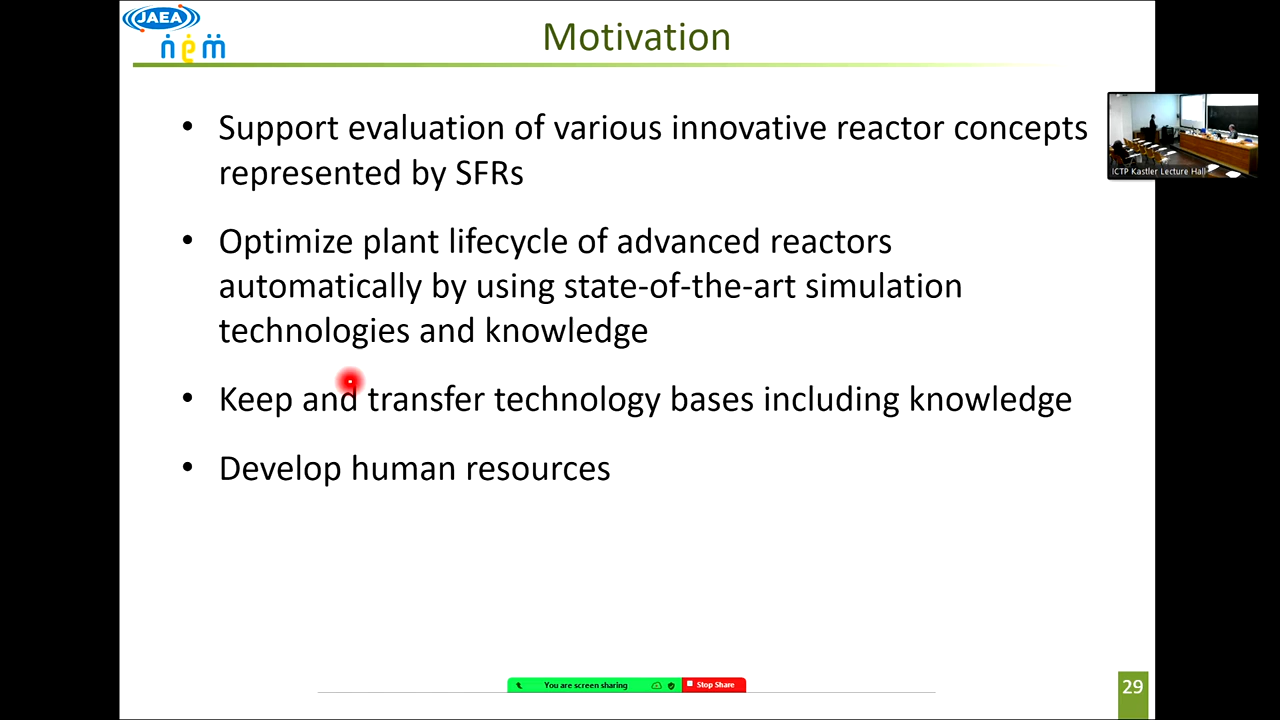 JAEA
Motivation
• Support evaluation of various innovative reactor concepts
represented by SFRs
• Optimize plant lifecycle of advanced reactors
automatically by using state-of-the-art simulation
technologies and knowledge
• Keep and transfer technology bases including knowledge
• Develop human resources
ICTP Kastler Lecture Hall
You are screen sharing
Stop Share
29